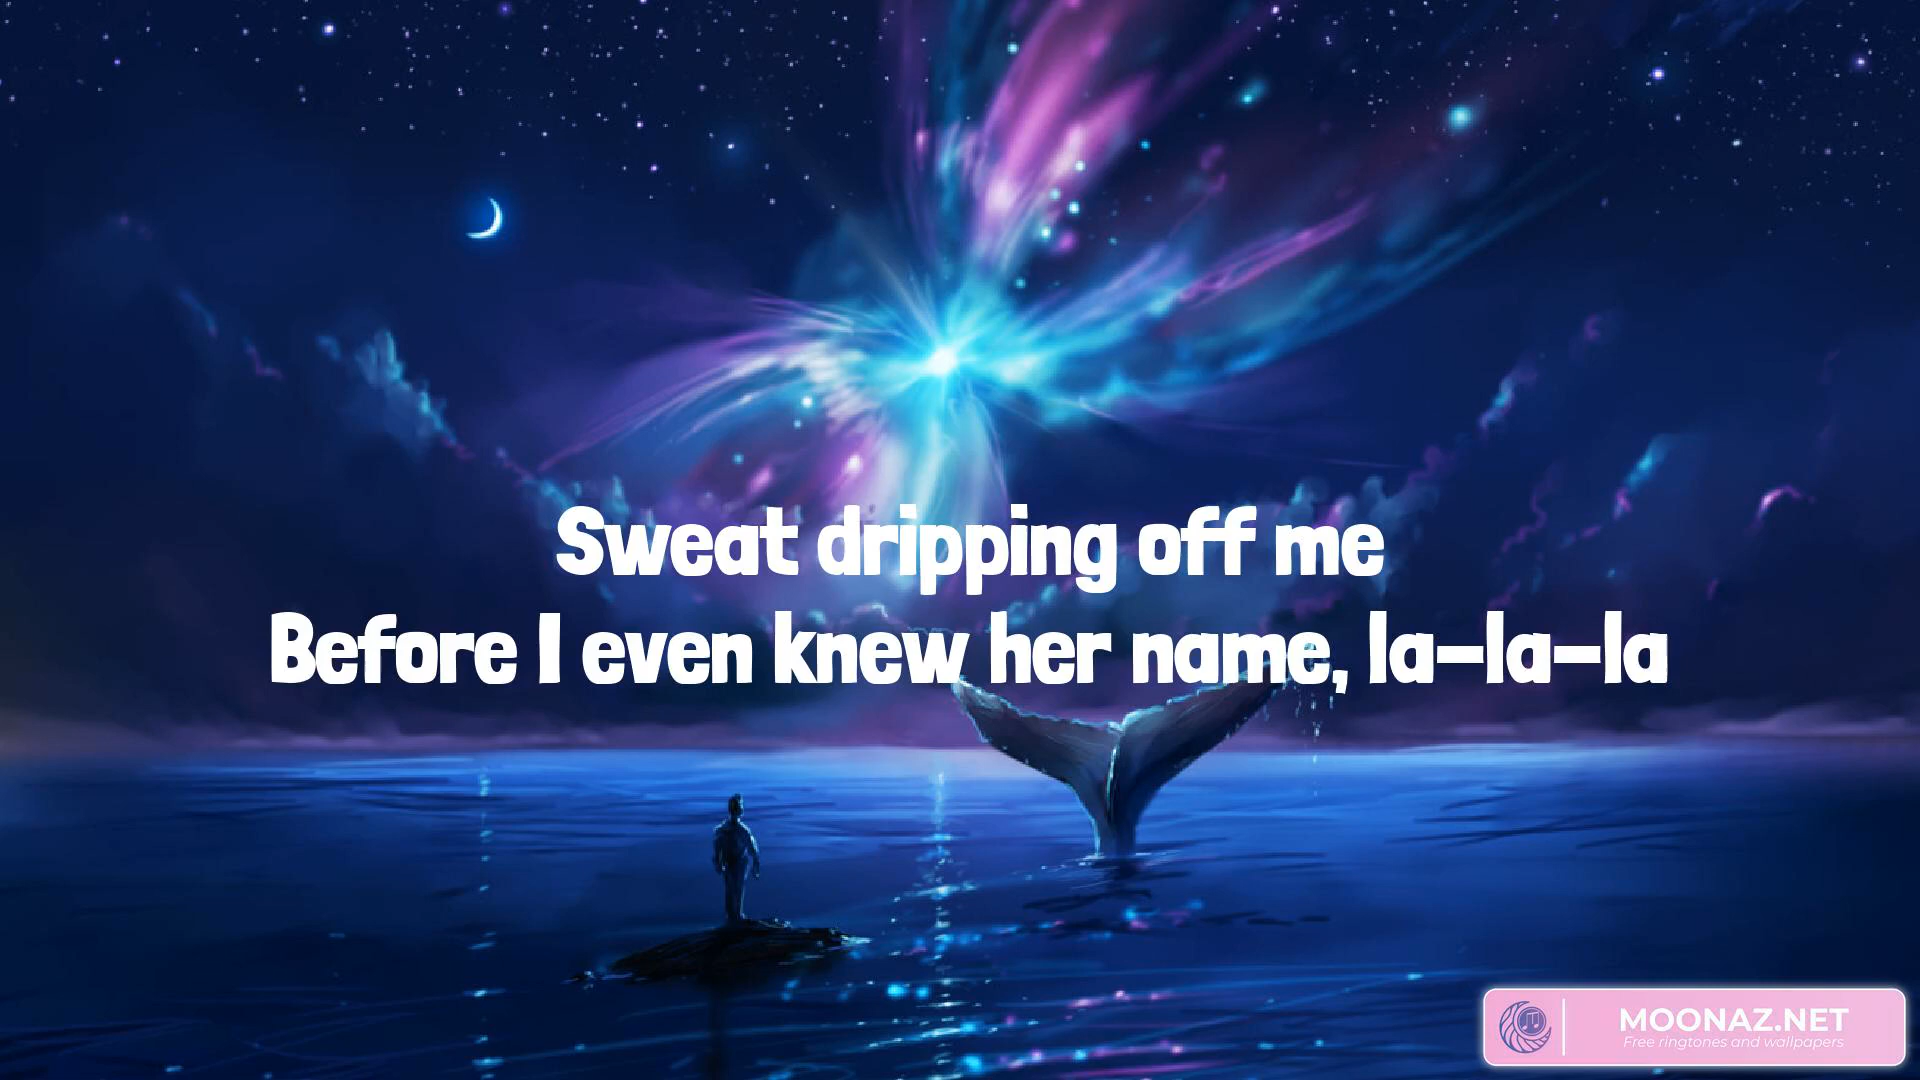 Sweat dripping off me
Before I even knew her name, la-la-la
MOONAZ.NET
Free ringtones and wallpapers